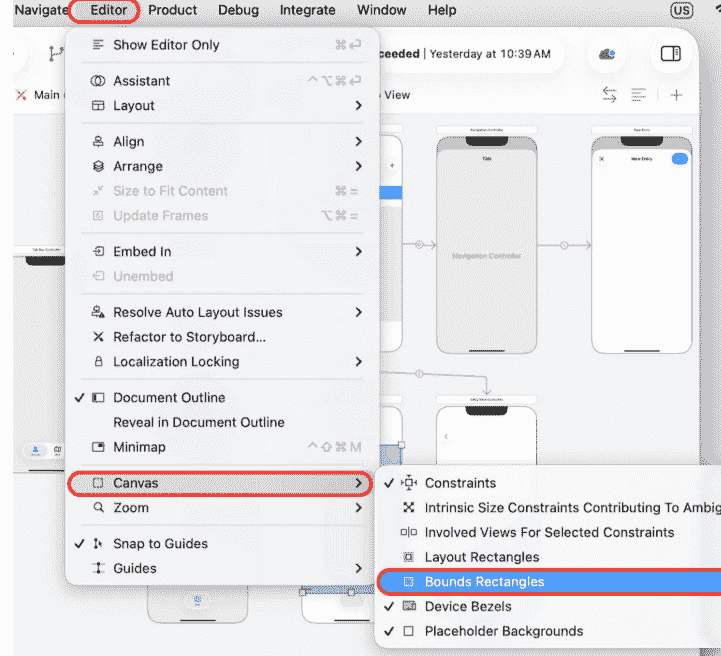 Navigate Editor Product Debug Integrate Window Help US
Show Editor Only ⌘↩
ceeded | Yesterday at 10:39 AM
Assistant ^⌥⌘↩
Main
View
Layout
Align
Arrange
Size to Fit Content ⌘=
Update Frames ⌥⌘=
Embed In
Unembed
Resolve Auto Layout Issues
Refactor to Storyboard...
Localization Locking
Document Outline
Reveal in Document Outline
Minimap ^⇧⌘M
Canvas
Zoom
Snap to Guides
Guides
Navigation Controller
Title
Navigation Controller
New Entry
New Entry
Constraints
Intrinsic Size Constraints Contributing To Ambig
Involved Views For Selected Constraints
Layout Rectangles
Bounds Rectangles
Device Bezels
Placeholder Backgrounds